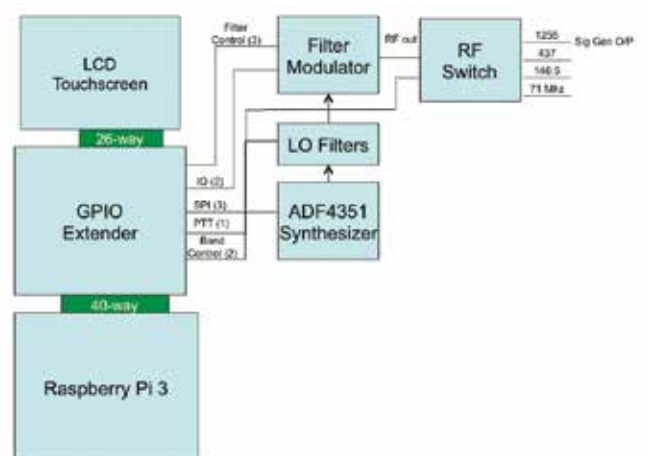 LCD
Touchscreen
26-way
GPIO
Extender
40-way
Raspberry Pi 3
Filter
Control (3)
IQ (2)
SPI (3)
PTT (1)
Band
Control (2)
Filter
Modulator
LO Filters
ADF4351
Synthesizer
RF out
RF
Switch
1255 Sig Gen O/P
437
146.5
71 Mhz